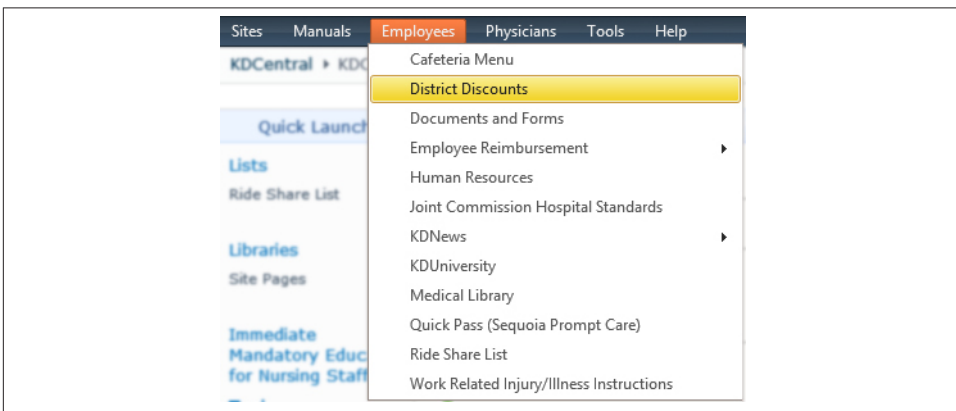 Sites Manuals Employees Physicians Tools Help
KDCentral
Cafeteria Menu
District Discounts
Documents and Forms
Employee Reimbursement
Human Resources
Joint Commission Hospital Standards
KDNews
KDUniversity
Medical Library
Quick Pass (Sequoia Prompt Care)
Ride Share List
Work Related Injury/Illness Instructions
Quick Launch
Lists
Ride Share List
Libraries
Site Pages
Immediate
Mandatory Educ
for Nursing Staff